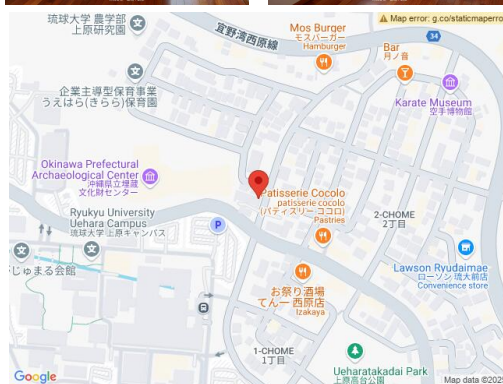 琉球大学 農学部
上原研究園
宜野湾西原線
Mos Burger
モスバーガー
Hamburger
Map error: g.co/staticmaperro
34
Bar
月ノ音
企業主導型保育事業
うえはら(きらら)保育園
Karate Museum
空手博物館
Okinawa Prefectural
Archaeological Center
沖縄県立埋蔵
文化財センター
Patisserie Cocolo
patisserie cocolo
(パティスリー ココロ)
Pastries
Ryukyu University
Uehara Campus
琉球大学 上原キャンパス
P
2-CHOME
2丁目
じゅまる会館
Lawson Ryudaimae
ローソン 琉大前店
Convenience store
お祭り酒場
てん一 西原店
Izakaya
1-CHOME
1丁目
Ueharatakadai Park
上原高台公園
Google
Map data ©202